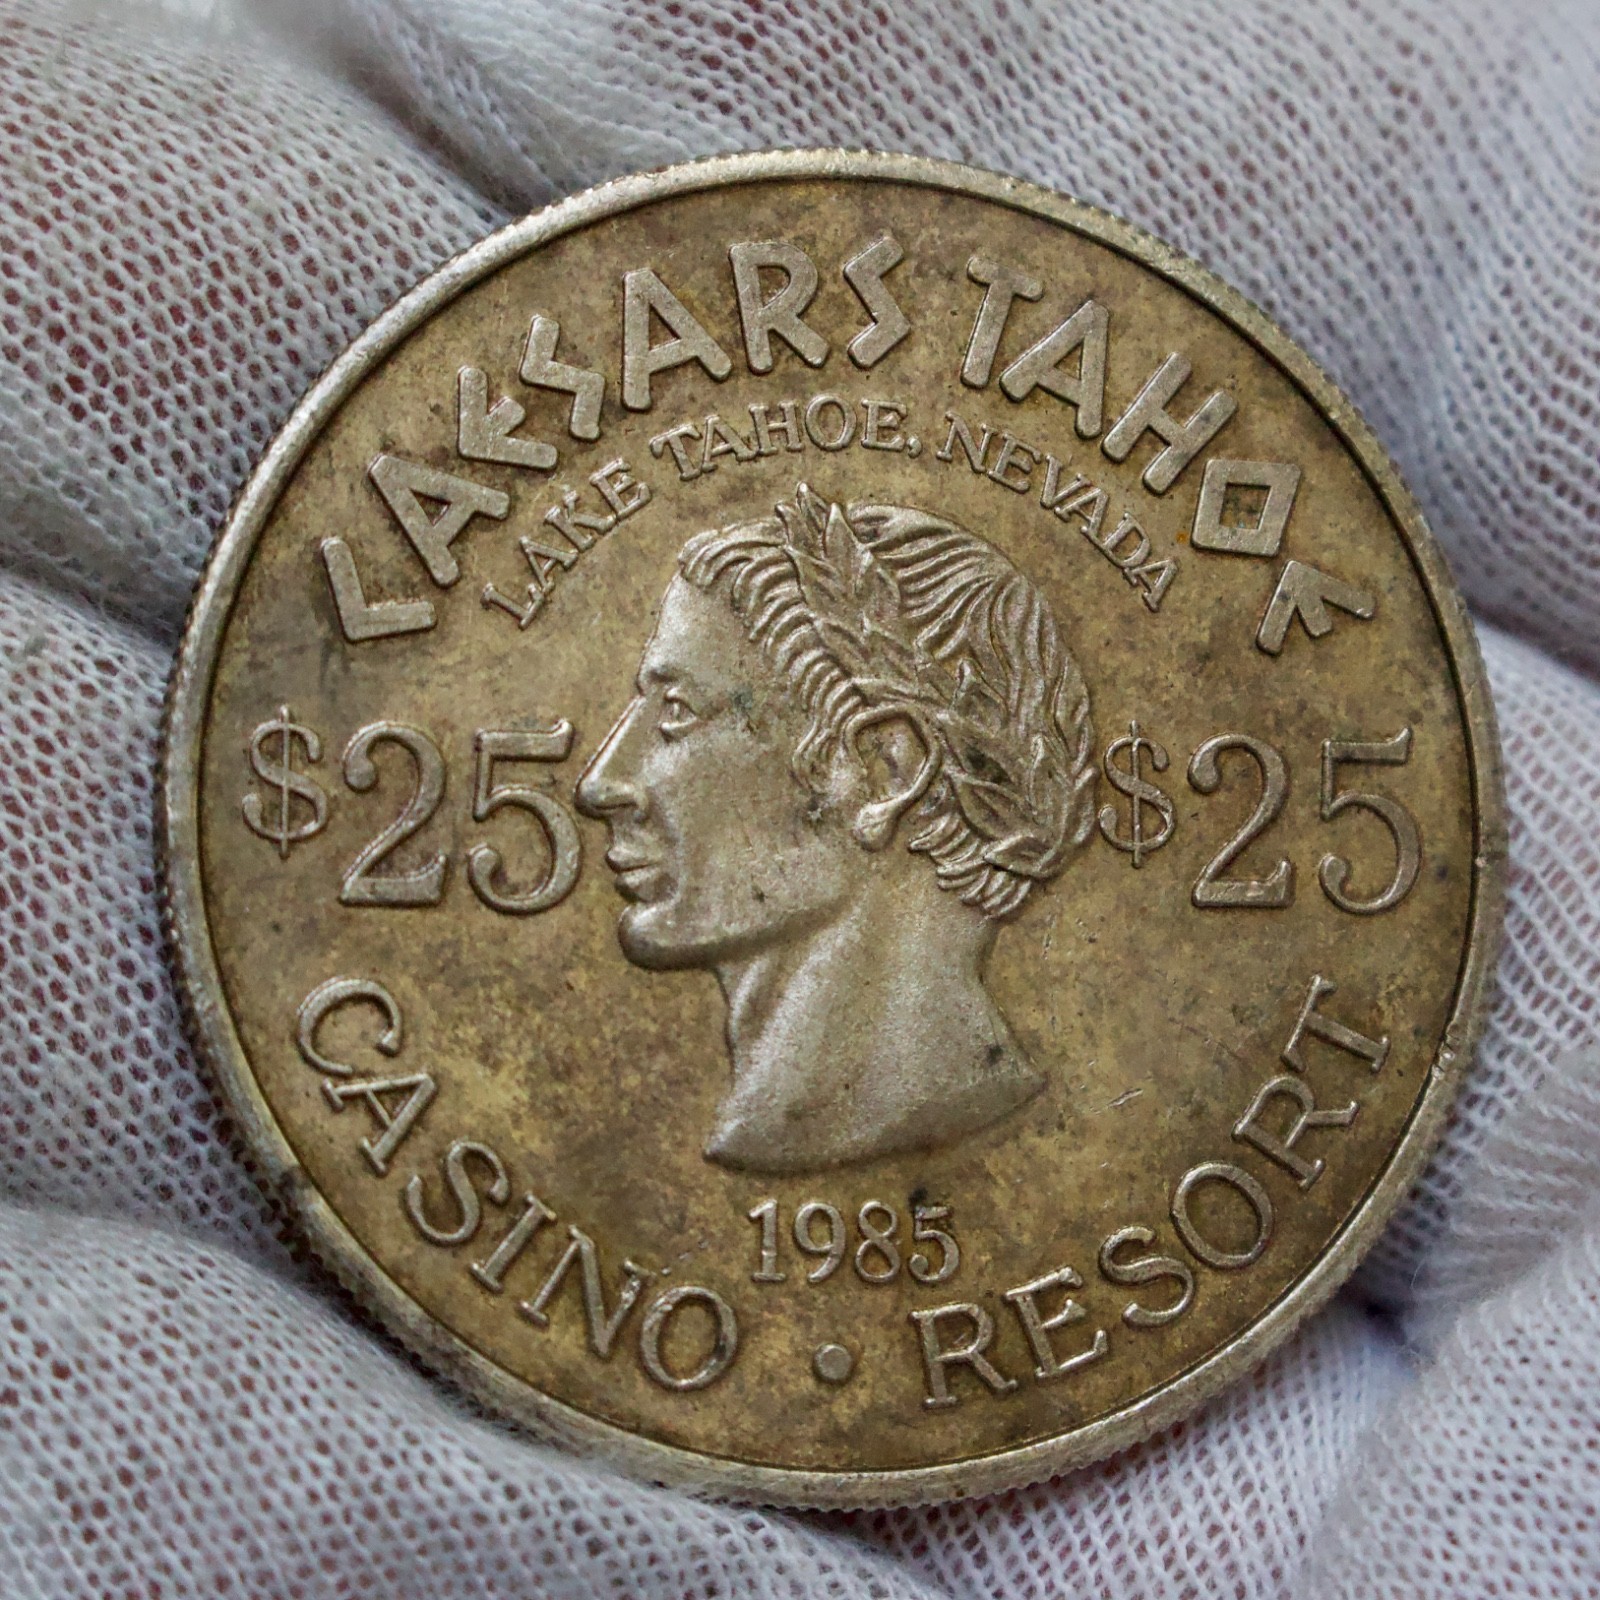 CAESARS TAHOE
LAKE TAHOE, NEVADA
$25 $25
1985
CASINO • RESORT